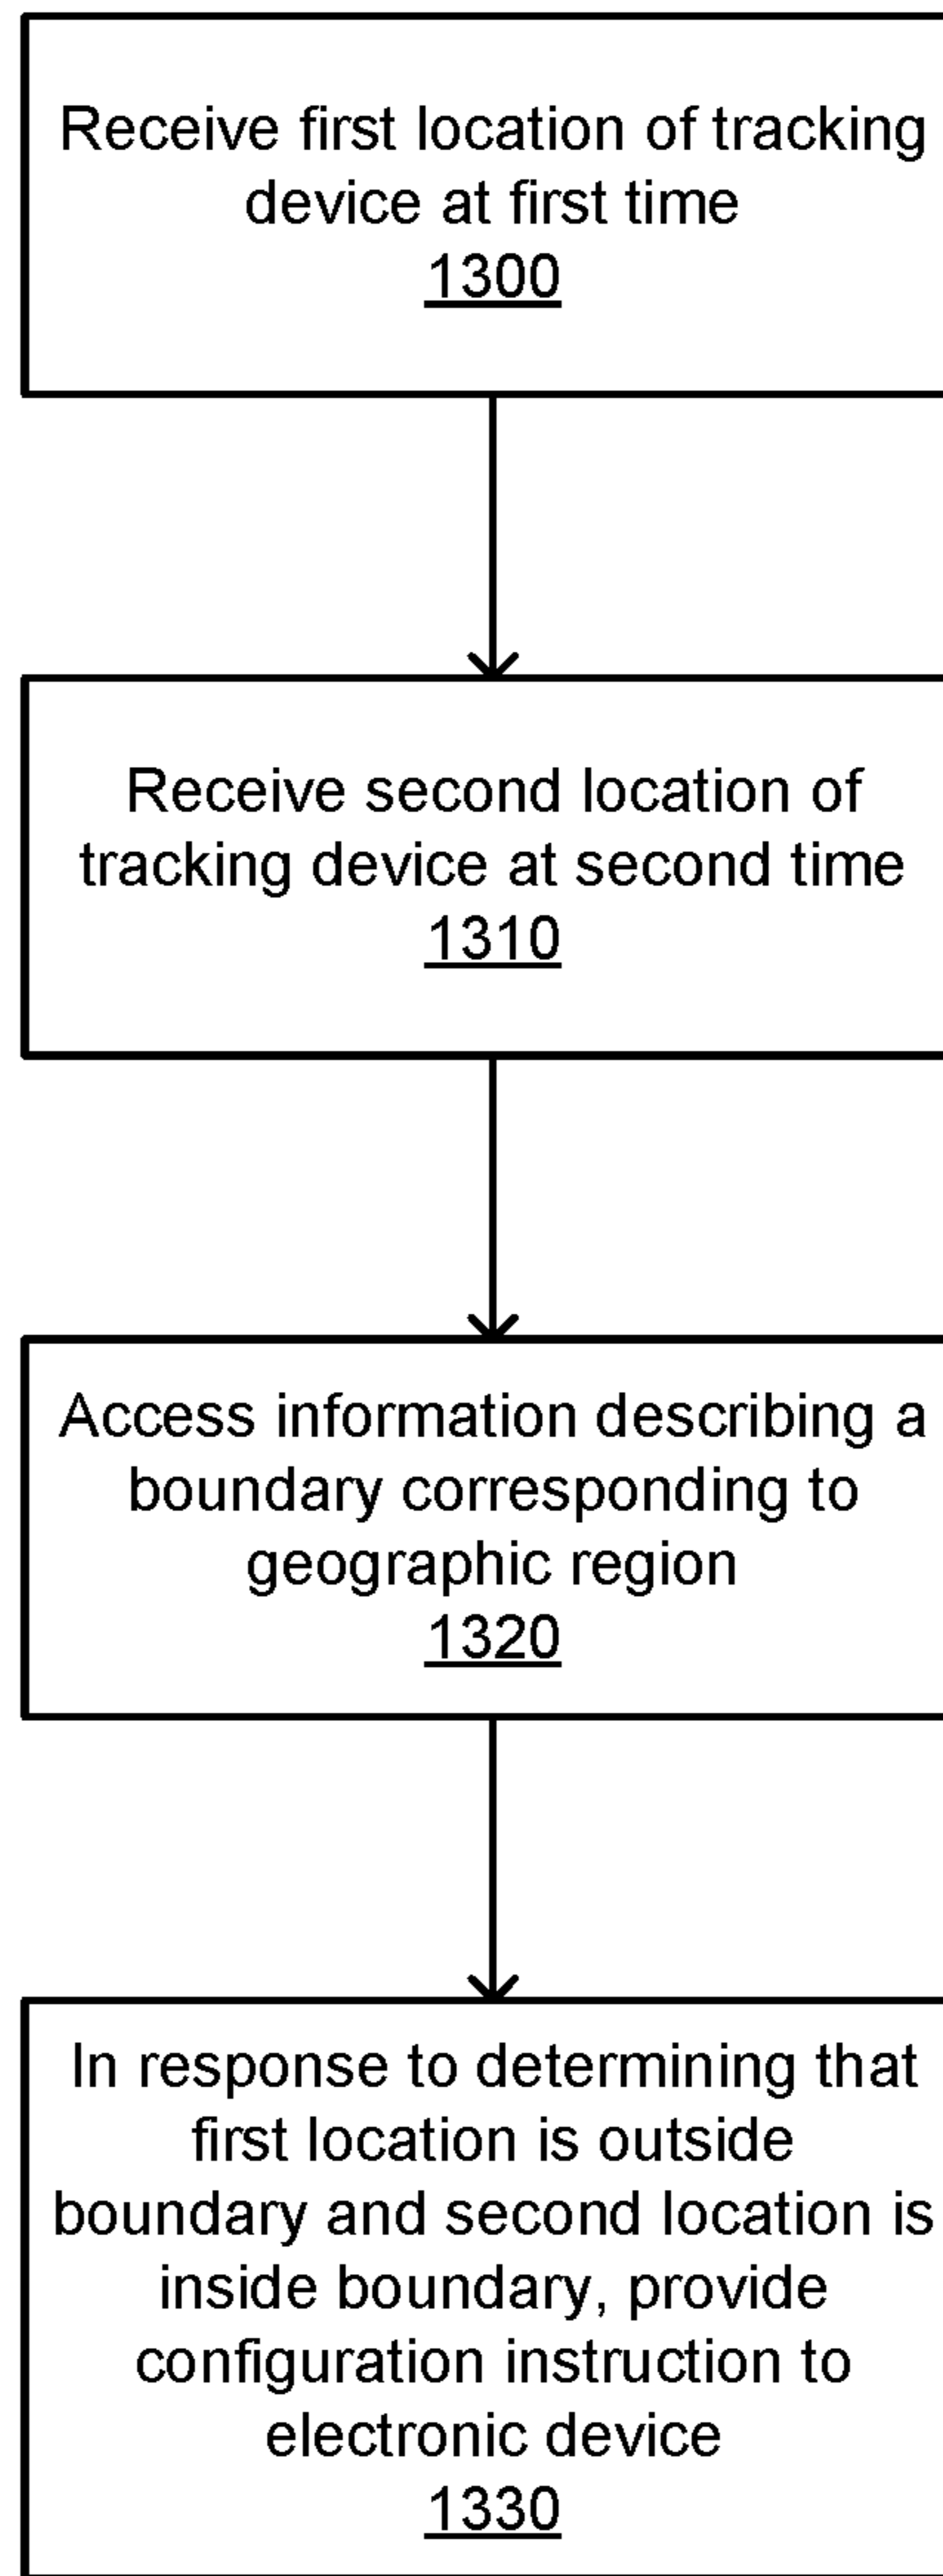 Receive first location of tracking
device at first time
1300
Receive second location of
tracking device at second time
1310
Access information describing a
boundary corresponding to
geographic region
1320
In response to determining that
first location is outside
boundary and second location is
inside boundary, provide
configuration instruction to
electronic device
1330